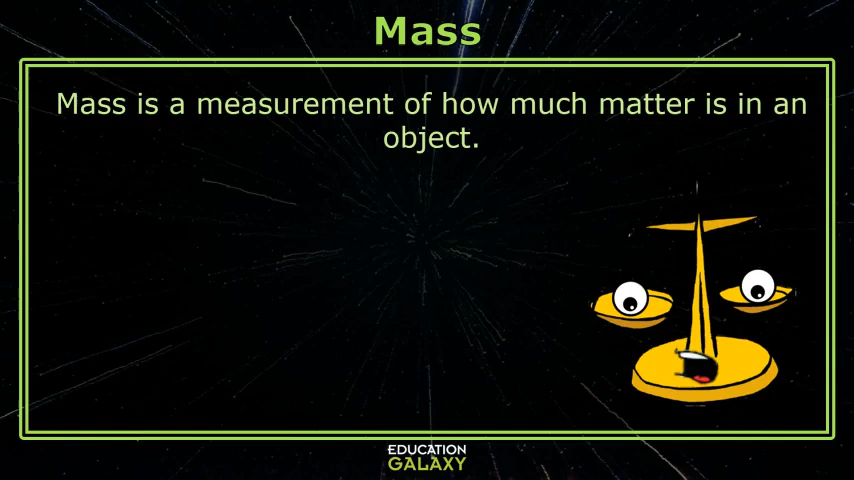 Mass
Mass is a measurement of how much matter is in an
object.
EDUCATION
GALAXY